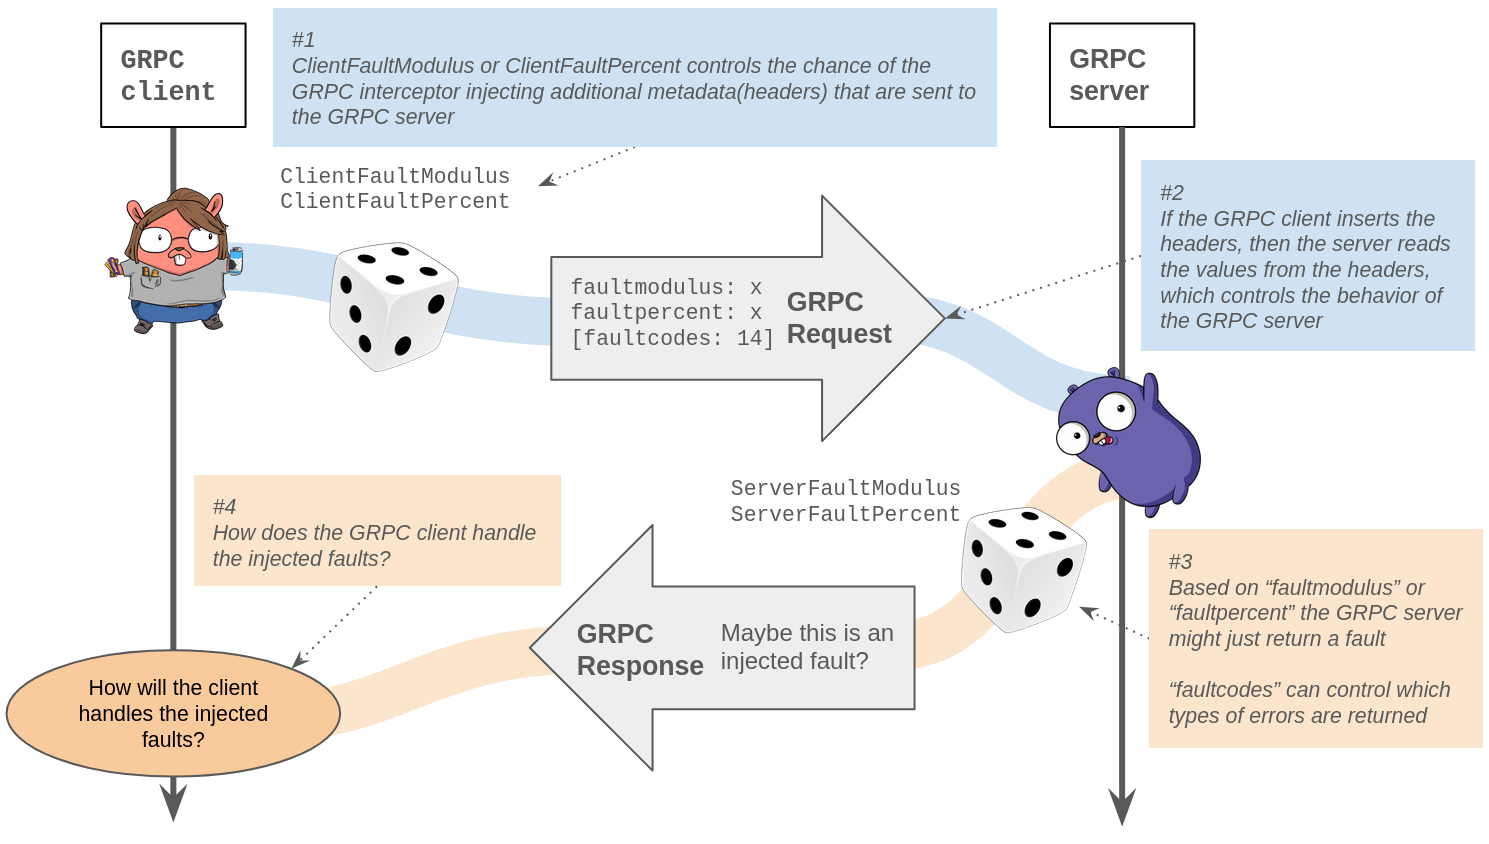 GRPC
client
#1
ClientFaultModulus or ClientFaultPercent controls the chance of the
GRPC interceptor injecting additional metadata(headers) that are sent to
the GRPC server
GRPC
server
ClientFaultModulus
ClientFaultPercent
#2
If the GRPC client inserts the
headers, then the server reads
the values from the headers,
which controls the behavior of
the GRPC server
faultmodulus: x
faultpercent: x
[faultcodes: 14]
GRPC
Request
#4
How does the GRPC client handle
the injected faults?
ServerFaultModulus
ServerFaultPercent
#3
Based on “faultmodulus” or
“faultpercent” the GRPC server
might just return a fault
“faultcodes” can control which
types of errors are returned
GRPC
Response
Maybe this is an
injected fault?
How will the client
handles the injected
faults?